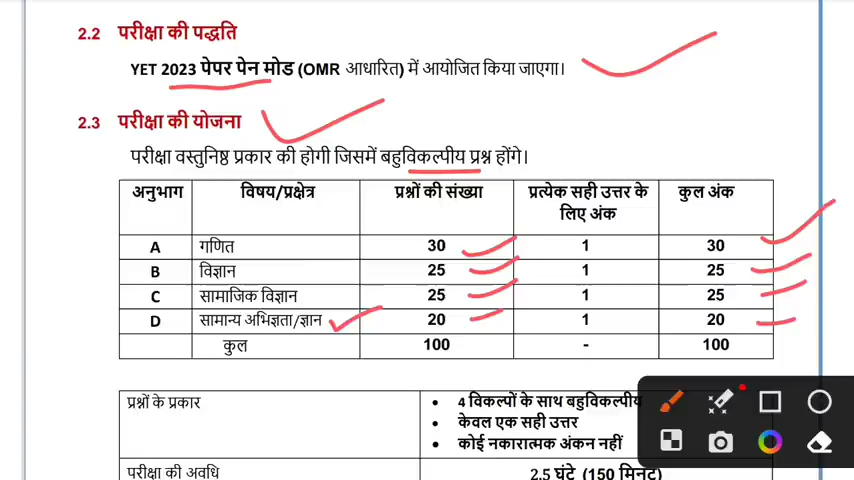 2.2 परीक्षा की पद्धति
YET 2023 पेपर पेन मोड (OMR आधारित) में आयोजित किया जाएगा।
2.3 परीक्षा की योजना
परीक्षा वस्तुनिष्ठ प्रकार की होगी जिसमें बहुविकल्पीय प्रश्न होंगे।
अनुभाग विषय/प्रक्षेत्र प्रश्नों की संख्या प्रत्येक सही उत्तर के लिए अंक कुल अंक
A गणित 30 1 30
B विज्ञान 25 1 25
C सामाजिक विज्ञान 25 1 25
D सामान्य अभिज्ञता/ज्ञान 20 1 20
कुल 100 - 100
प्रश्नों के प्रकार • 4 विकल्पों के साथ बहुविकल्पीय
• केवल एक सही उत्तर
• कोई नकारात्मक अंकन नहीं
परीक्षा की अवधि 2.5 घंटे (150 मिनट)